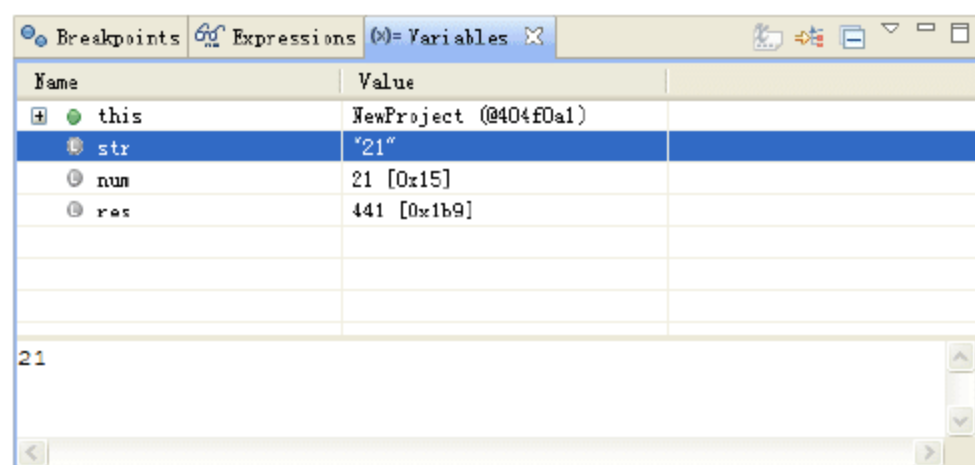 Breakpoints Expressions (x)= Variables
Name Value
this NewProject (@404f0a1)
str "21"
num 21 [0x15]
res 441 [0x1b9]
21